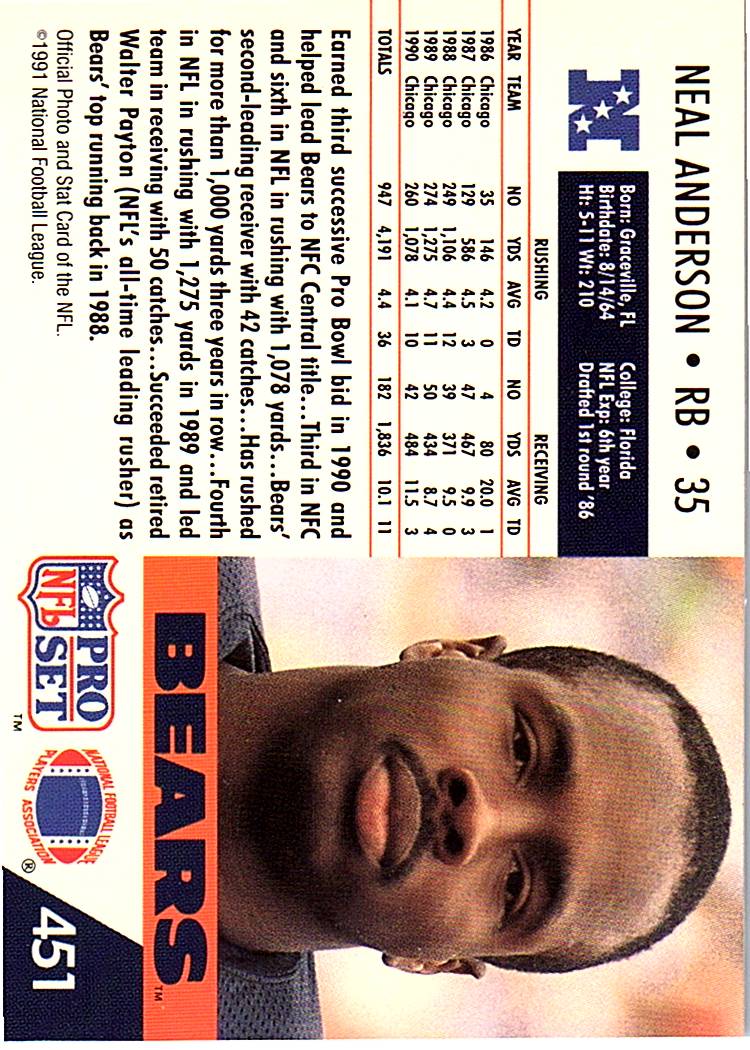 NEAL ANDERSON • RB • 35
Born: Graceville, FL College: Florida
Birthdate: 8/14/64 NFL Exp: 6th year
Ht: 5-11 Wt: 210 Drafted 1st round '86
N
RUSHING RECEIVING
YEAR TEAM NO YDS AVG TD NO YDS AVG TD
1986 Chicago 35 146 4.2 0 4 80 20.0 1
1987 Chicago 129 586 4.5 3 47 467 9.9 3
1988 Chicago 249 1,106 4.4 12 39 371 9.5 0
1989 Chicago 274 1,275 4.7 11 50 434 8.7 4
1990 Chicago 260 1,078 4.1 10 42 484 11.5 3
TOTALS 947 4,191 4.4 36 182 1,836 10.1 11
Earned third successive Pro Bowl bid in 1990 and
helped lead Bears to NFC Central title...Third in NFC
and sixth in NFL in rushing with 1,078 yards...Bears'
second-leading receiver with 42 catches...Has rushed
for more than 1,000 yards three years in row...Fourth
in NFL in rushing with 1,275 yards in 1989 and led
team in receiving with 50 catches...Succeeded retired
Walter Payton (NFL's all-time leading rusher) as
Bears' top running back in 1988.
Official Photo and Stat Card of the NFL.
©1991 National Football League.
BEARS™
NFL PRO SET™
NATIONAL FOOTBALL LEAGUE
PLAYERS ASSOCIATION ®
451